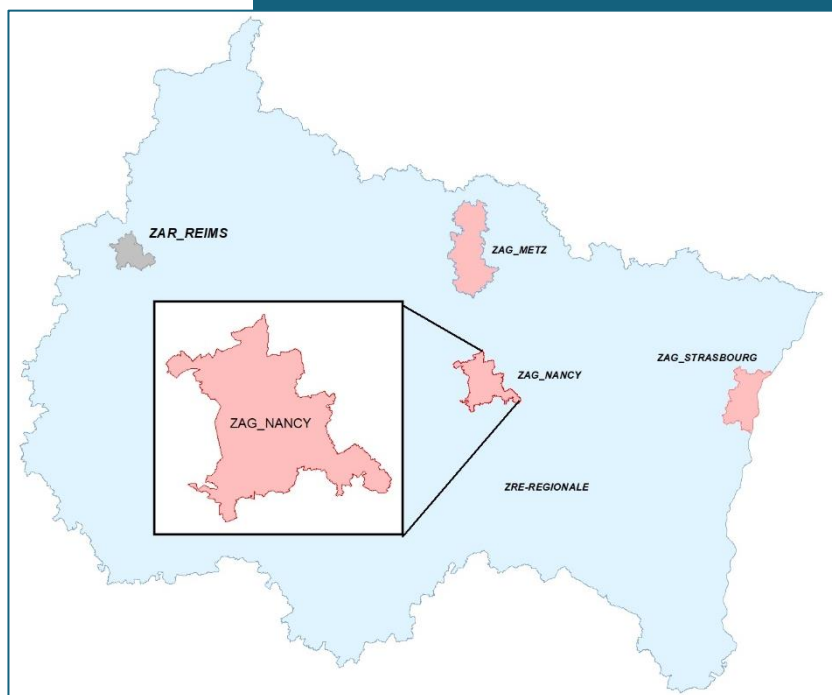 ZAR_REIMS
ZAG_METZ
ZAG_STRASBOURG
ZAG_NANCY
ZAG_NANCY
ZRE-REGIONALE